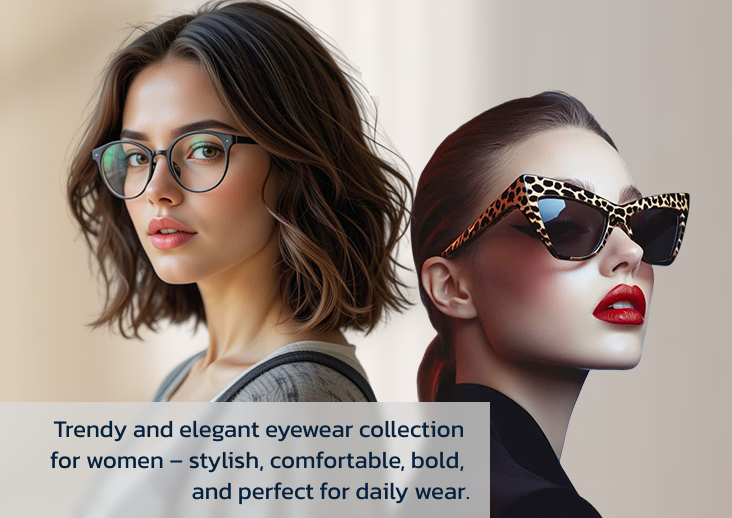 Trendy and elegant eyewear collection
for women – stylish, comfortable, bold,
and perfect for daily wear.